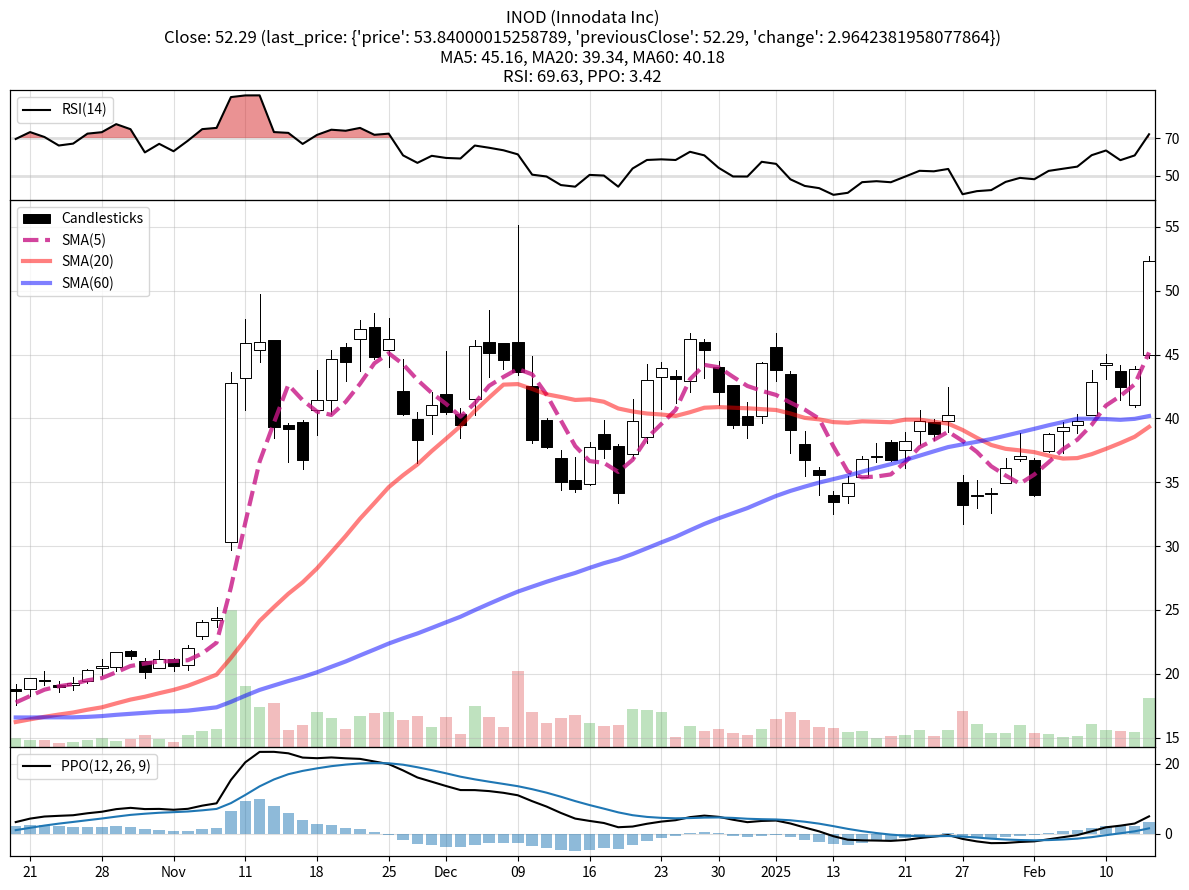 INOD (Innodata Inc)
Close: 52.29 (last_price: {'price': 53.84000015258789, 'previousClose': 52.29, 'change': 2.9642381958077864})
MA5: 45.16, MA20: 39.34, MA60: 40.18
RSI: 69.63, PPO: 3.42
RSI(14)
70
50
Candlesticks
SMA(5)
SMA(20)
SMA(60)
55
50
45
40
35
30
25
20
15
PPO(12, 26, 9)
20
0
21 28 Nov 11 18 25 Dec 09 16 23 30 2025 13 21 27 Feb 10